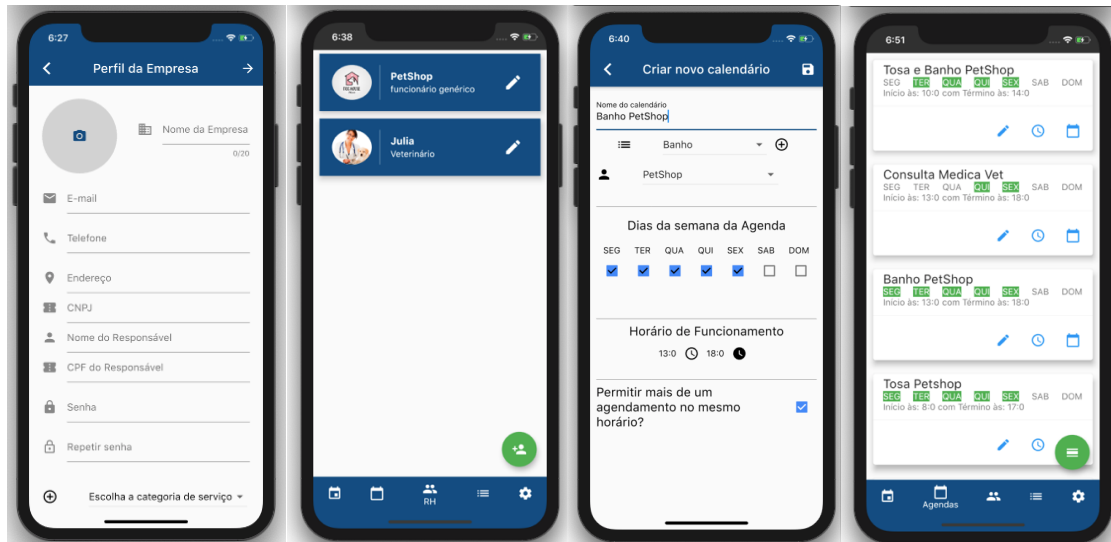 6:27
Perfil da Empresa
Nome da Empresa
0/20
E-mail
Telefone
Endereço
CNPJ
Nome do Responsável
CPF do Responsável
Senha
Repetir senha
Escolha a categoria de serviço
6:38
PetShop
funcionário genérico
Julia
Veterinário
RH
6:40
Criar novo calendário
Nome do calendário
Banho PetShop
Banho
PetShop
Dias da semana da Agenda
SEG TER QUA QUI SEX SAB DOM
Horário de Funcionamento
13:0 18:0
Permitir mais de um
agendamento no mesmo
horário?
6:51
Tosa e Banho PetShop
SEG TER QUA QUI SEX SAB DOM
Início às: 10:0 com Término às: 14:0
Consulta Medica Vet
SEG TER QUA QUI SEX SAB DOM
Início às: 13:0 com Término às: 18:0
Banho PetShop
SEG TER QUA QUI SEX SAB DOM
Início às: 13:0 com Término às: 18:0
Tosa Petshop
SEG TER QUA QUI SEX SAB DOM
Início às: 8:0 com Término às: 17:0
Agendas